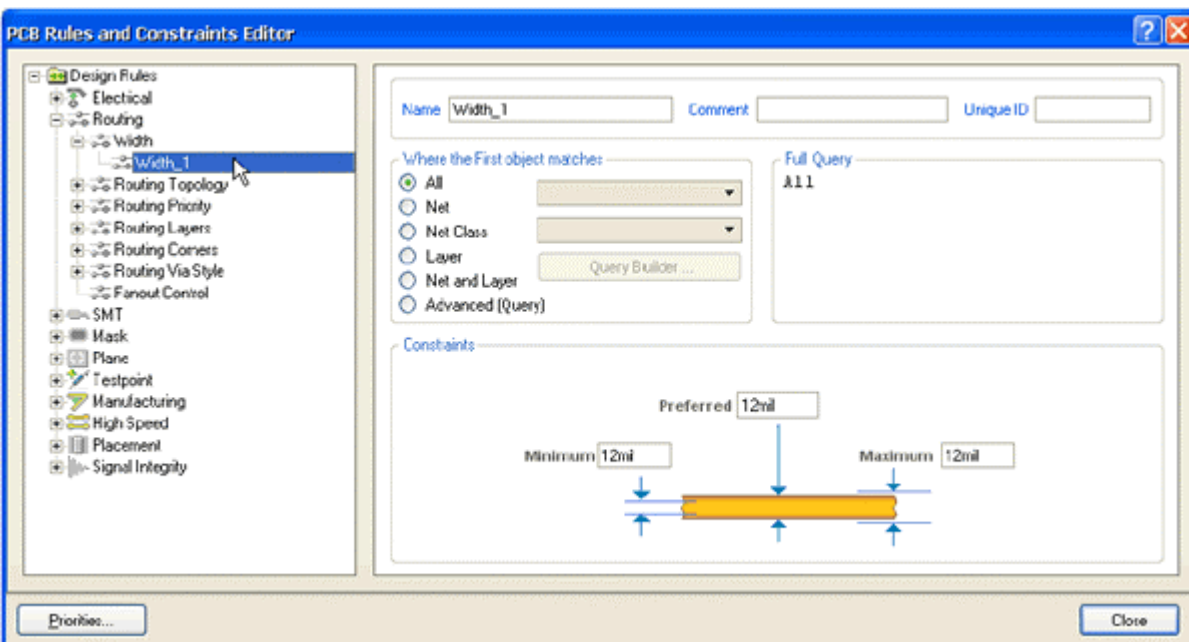 PCB Rules and Constraints Editor
Design Rules
Electrical
Routing
Width
Width_1
Routing Topology
Routing Priority
Routing Layers
Routing Corners
Routing Via Style
Fanout Control
SMT
Mask
Plane
Testpoint
Manufacturing
High Speed
Placement
Signal Integrity
Name Width_1 Comment Unique ID
Where the First object matches
All
Net
Net Class
Layer
Net and Layer
Advanced (Query)
Query Builder ...
Full Query
All
Constraints
Preferred 12mil
Minimum 12mil Maximum 12mil
Priorities... Close